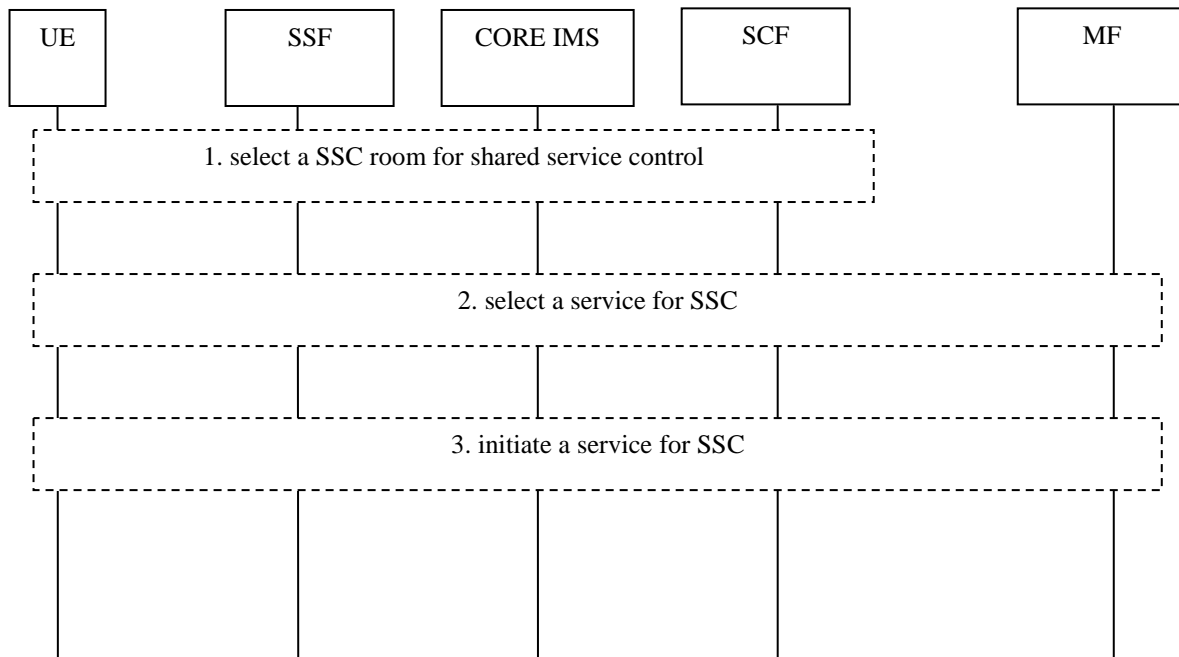 UE
SSF
CORE IMS
SCF
MF
1. select a SSC room for shared service control
2. select a service for SSC
3. initiate a service for SSC